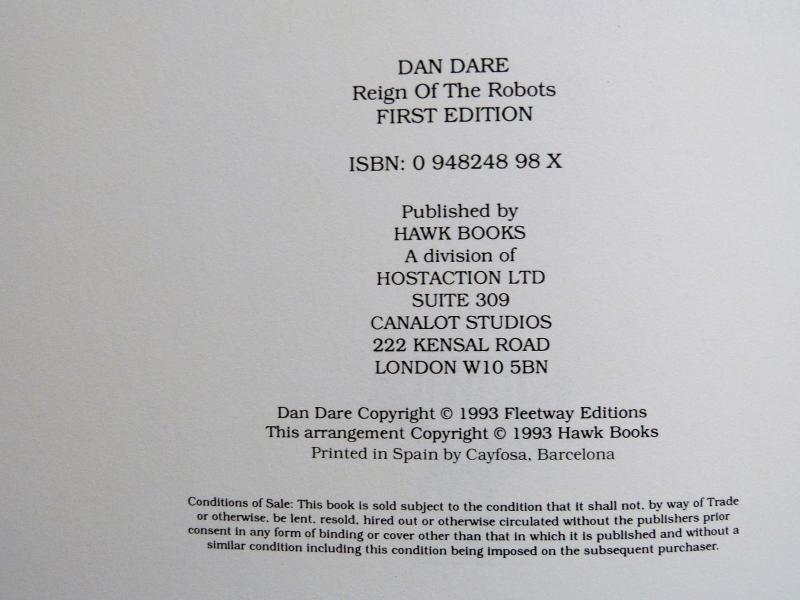 DAN DARE
Reign Of The Robots
FIRST EDITION
ISBN: 0 948248 98 X
Published by
HAWK BOOKS
A division of
HOSTACTION LTD
SUITE 309
CANALOT STUDIOS
222 KENSAL ROAD
LONDON W10 5BN
Dan Dare Copyright © 1993 Fleetway Editions
This arrangement Copyright © 1993 Hawk Books
Printed in Spain by Cayfosa, Barcelona
Conditions of Sale: This book is sold subject to the condition that it shall not, by way of Trade
or otherwise, be lent, resold, hired out or otherwise circulated without the publishers prior
consent in any form of binding or cover other than that in which it is published and without a
similar condition including this condition being imposed on the subsequent purchaser.